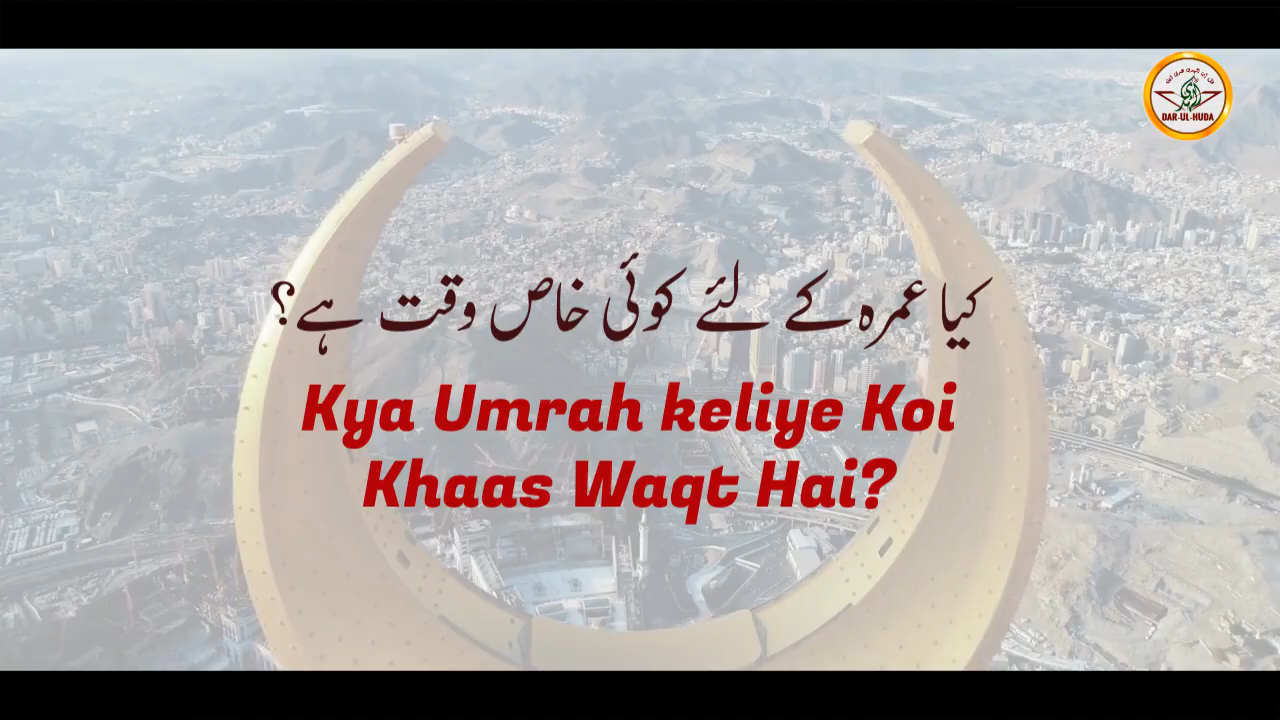 DAR-UL-HUDA
کیا عمرہ کے لئے کوئی خاص وقت ہے؟
Kya Umrah keliye Koi
Khaas Waqt Hai?